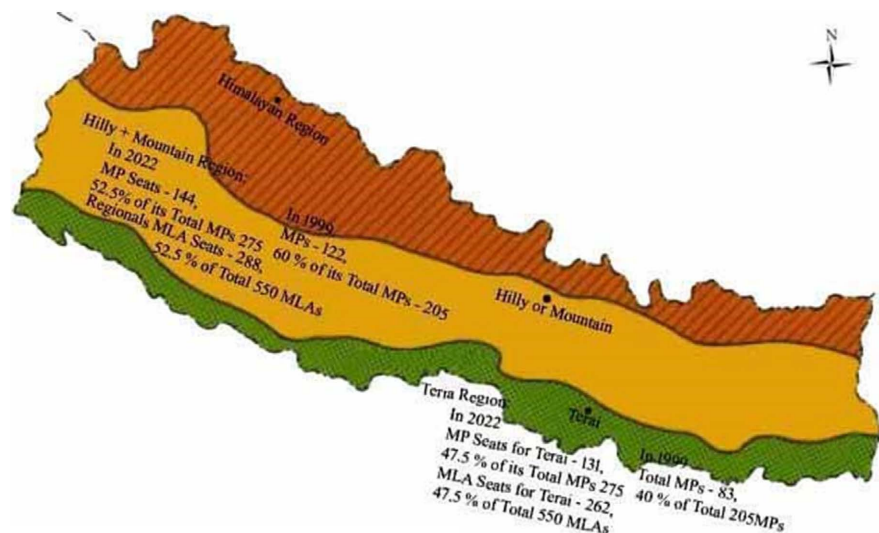 N
Himalayan Region
Hilly + Mountain Region:
In 2022
MP Seats - 144,
52.5% of its Total MPs 275
Regionals MLA Seats - 288,
52.5 % of Total 550 MLAs
In 1999
MPs - 122,
60 % of its Total MPs - 205
Hilly or Mountain
Teria Region:
In 2022
MP Seats for Terai - 131,
47.5 % of its Total MPs 275
MLA Seats for Terai - 262,
47.5 % of Total 550 MLAs
Terai
In 1999
Total MPs - 83,
40 % of Total 205MPs